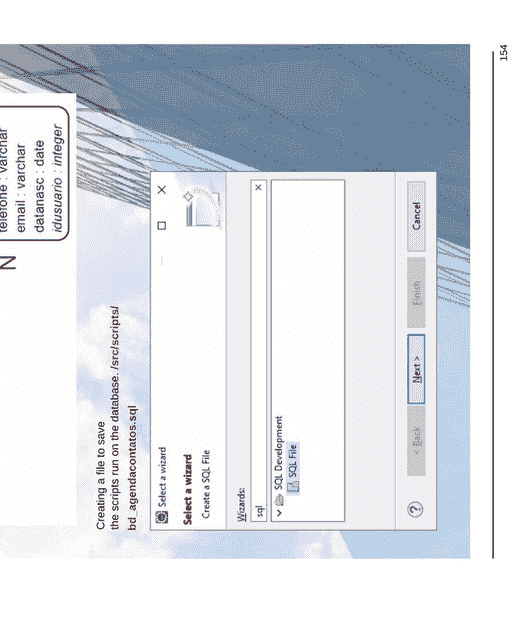 telefone : varchar
email : varchar
datanasc : date
idusuario : integer
N
Creating a file to save
the scripts run on the database. /src/scripts/
bd_agendacontatos.sql
Select a wizard
Select a wizard
Create a SQL File
Wizards:
sql
SQL Development
SQL File
?
< Back
Next >
Finish
Cancel
154